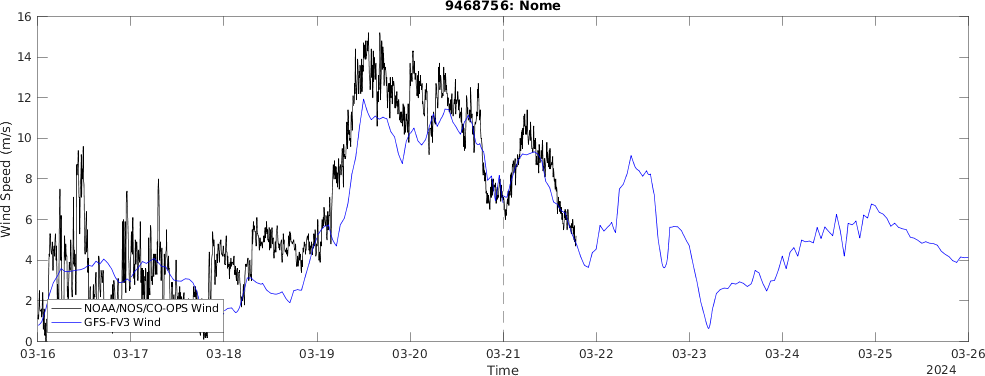 9468756: Nome
16
14
12
10
8
6
4
2
0
Wind Speed (m/s)
NOAA/NOS/CO-OPS Wind
GFS-FV3 Wind
03-16 03-17 03-18 03-19 03-20 03-21 03-22 03-23 03-24 03-25 03-26
Time
2024